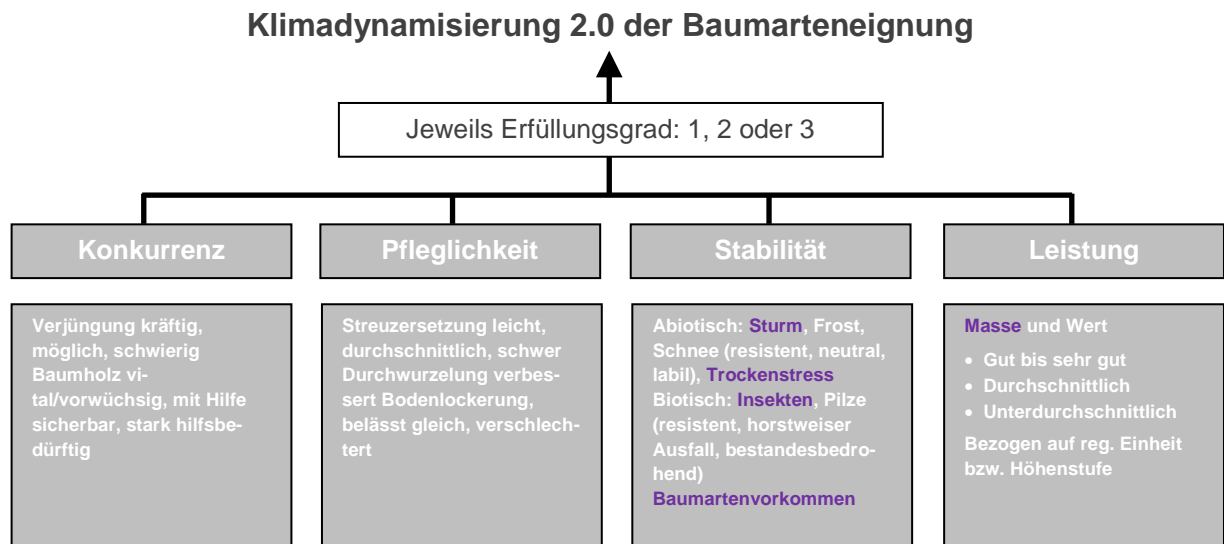 Klimadynamisierung 2.0 der Baumarteneignung
Jeweils Erfüllungsgrad: 1, 2 oder 3
Konkurrenz
Verjüngung kräftig,
möglich, schwierig
Baumholz vi-
tal/vorwüchsig, mit Hilfe
sicherbar, stark hilfsbe-
dürftig
Pfleglichkeit
Streuzersetzung leicht,
durchschnittlich, schwer
Durchwurzelung verbes-
sert Bodenlockerung,
belässt gleich, verschlech-
tert
Stabilität
Abiotisch: Sturm, Frost,
Schnee (resistent, neutral,
labil), Trockenstress
Biotisch: Insekten, Pilze
(resistent, horstweiser
Ausfall, bestandesbedro-
hend)
Baumartenvorkommen
Leistung
Masse und Wert
• Gut bis sehr gut
• Durchschnittlich
• Unterdurchschnittlich
Bezogen auf reg. Einheit
bzw. Höhenstufe